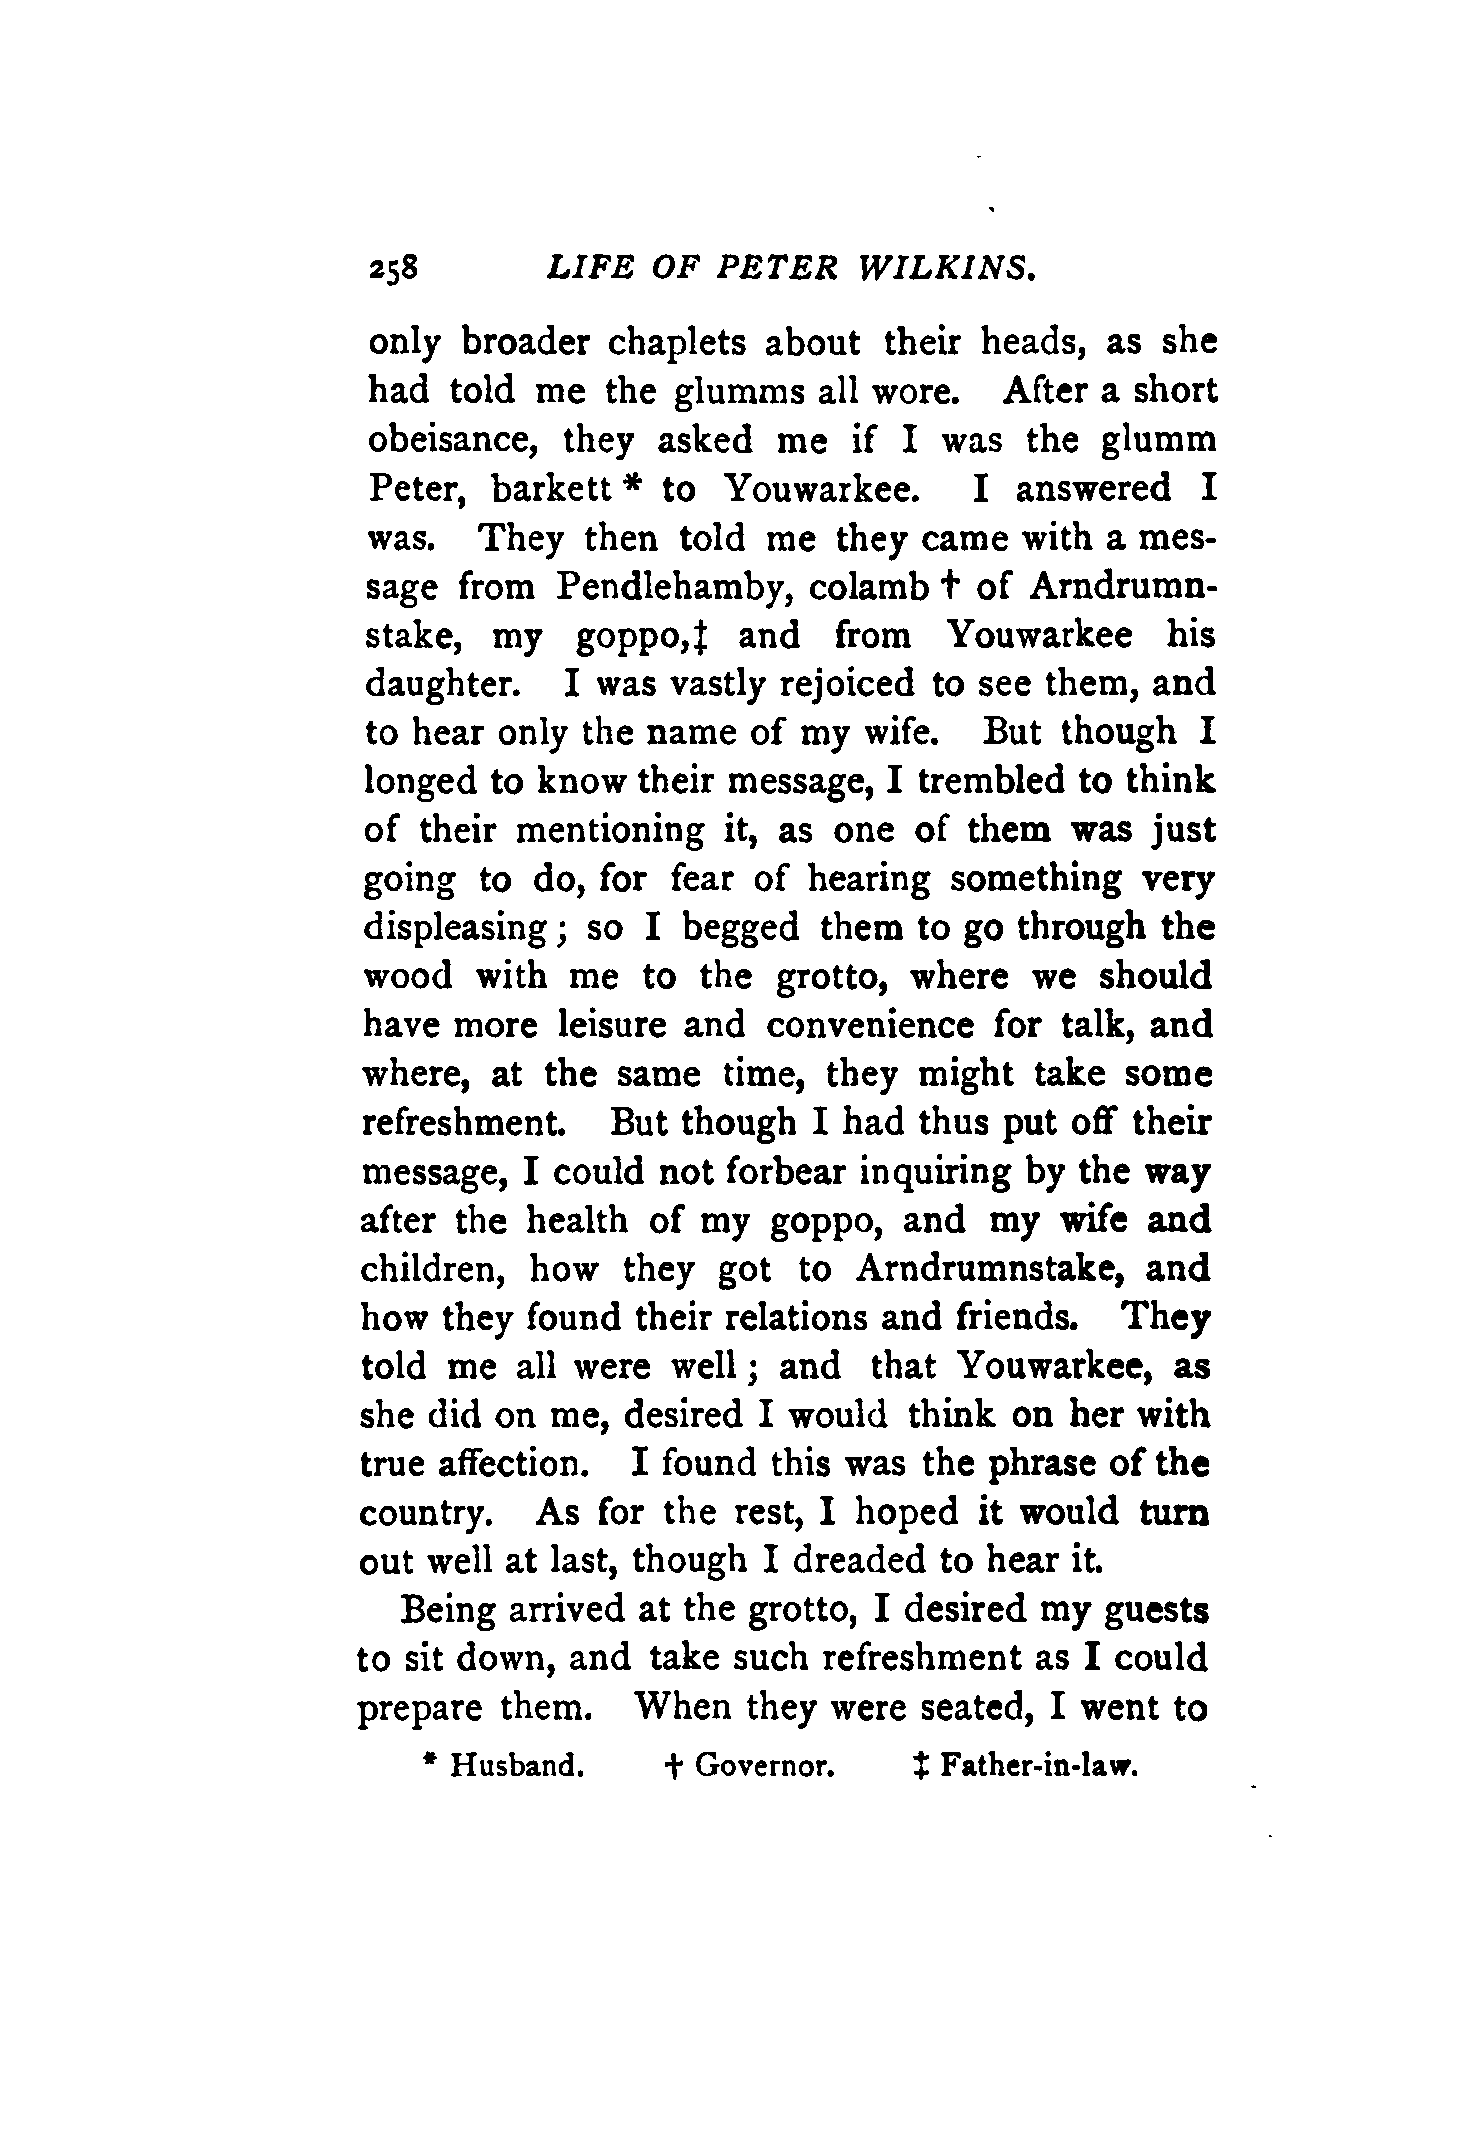 258 LIFE OF PETER WILKINS.
only broader chaplets about their heads, as she
had told me the glumms all wore. After a short
obeisance, they asked me if I was the glumm
Peter, barkett * to Youwarkee. I answered I
was. They then told me they came with a mes-
sage from Pendlehamby, colamb † of Arndrumn-
stake, my goppo,‡ and from Youwarkee his
daughter. I was vastly rejoiced to see them, and
to hear only the name of my wife. But though I
longed to know their message, I trembled to think
of their mentioning it, as one of them was just
going to do, for fear of hearing something very
displeasing ; so I begged them to go through the
wood with me to the grotto, where we should
have more leisure and convenience for talk, and
where, at the same time, they might take some
refreshment. But though I had thus put off their
message, I could not forbear inquiring by the way
after the health of my goppo, and my wife and
children, how they got to Arndrumnstake, and
how they found their relations and friends. They
told me all were well ; and that Youwarkee, as
she did on me, desired I would think on her with
true affection. I found this was the phrase of the
country. As for the rest, I hoped it would turn
out well at last, though I dreaded to hear it.
Being arrived at the grotto, I desired my guests
to sit down, and take such refreshment as I could
prepare them. When they were seated, I went to
* Husband. † Governor. ‡ Father-in-law.